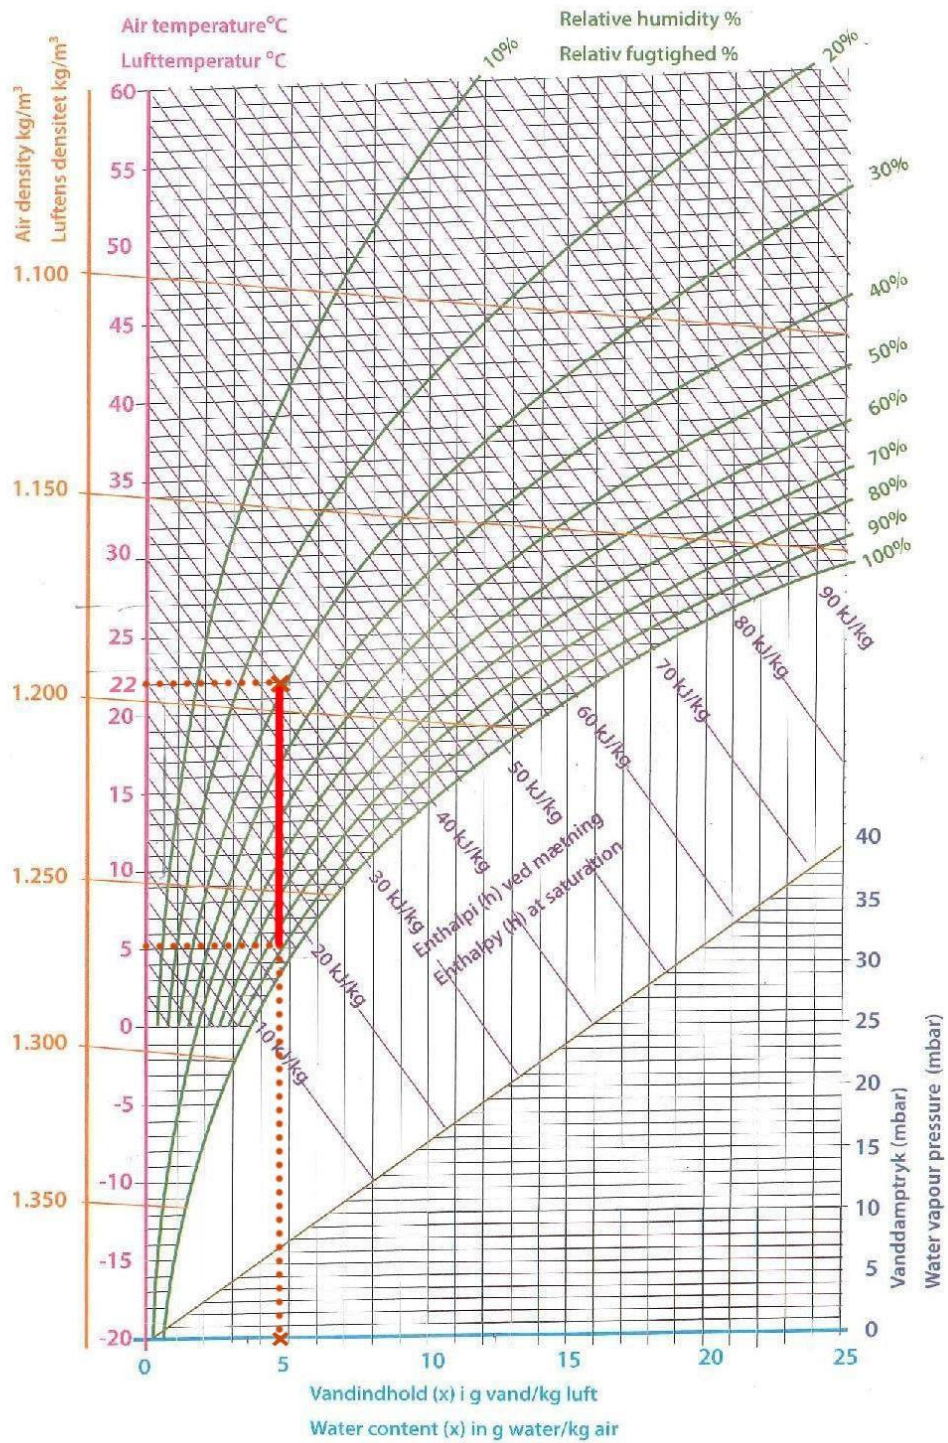 Air temperature°C
Lufttemperatur °C
Relative humidity %
Relativ fugtighed %
Air density kg/m³
Luftens densitet kg/m³
10%
20%
30%
40%
50%
60%
70%
80%
90%
100%
60
55
50
45
40
35
30
25
22
20
15
10
5
0
-5
-10
-15
-20
1.100
1.150
1.200
1.250
1.300
1.350
90 kJ/kg
80 kJ/kg
70 kJ/kg
60 kJ/kg
50 kJ/kg
40 kJ/kg
30 kJ/kg
20 kJ/kg
10 kJ/kg
Enthalpi (h) ved mætning
Enthalpy (h) at saturation
40
35
30
25
20
15
10
5
0
Vanddamptryk (mbar)
Water vapour pressure (mbar)
0 5 10 15 20 25
Vandindhold (x) i g vand/kg luft
Water content (x) in g water/kg air